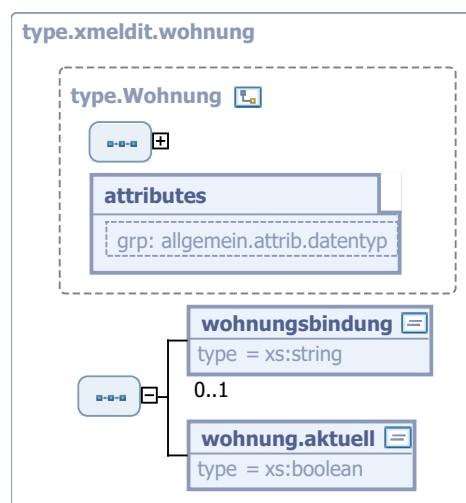 type.xmeldit.wohnung
type.Wohnung
attributes
grp: allgemein.attrib.datentyp
wohnungsbindung
type = xs:string
0..1
wohnung.aktuell
type = xs:boolean